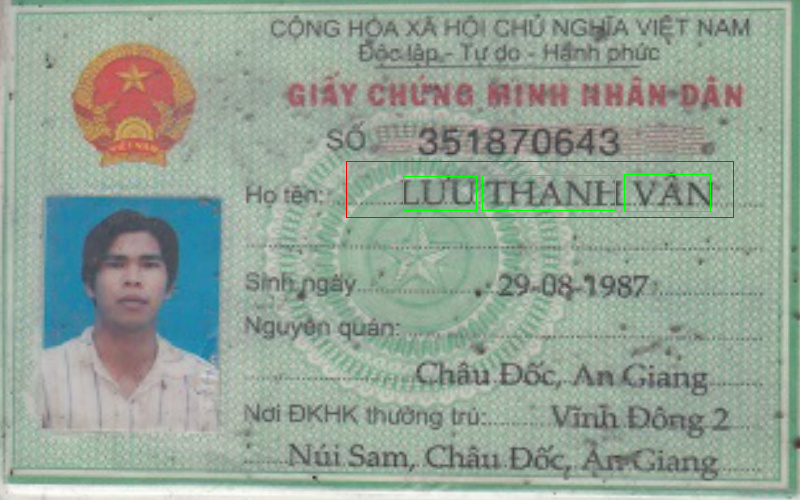 CỘNG HÒA XÃ HỘI CHỦ NGHĨA VIỆT NAM
Độc lập - Tự do - Hạnh phúc
GIẤY CHỨNG MINH NHÂN DÂN
SỐ 351870643
Họ tên: LƯU THANH VÂN
Sinh ngày 29-08-1987
Nguyên quán:
Châu Đốc, An Giang
Nơi ĐKHK thường trú: Vĩnh Đông 2
Núi Sam, Châu Đốc, An Giang
VIỆT NAM